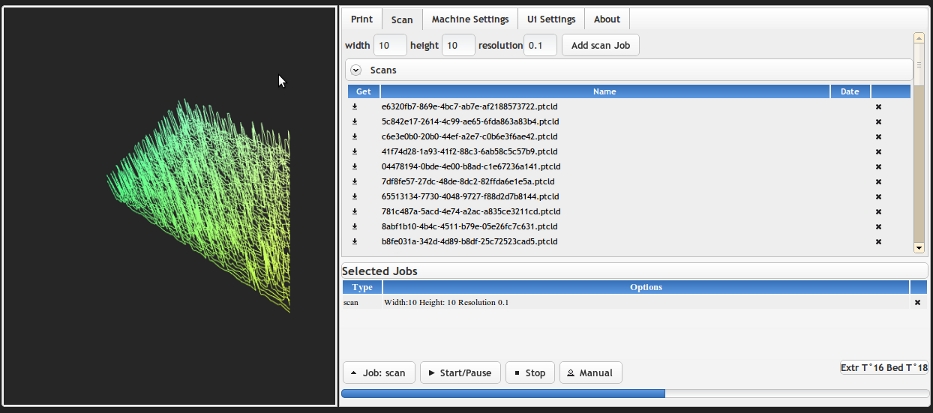 Print Scan Machine Settings UI Settings About
width 10 height 10 resolution 0.1 Add scan Job
Scans
Get Name Date
e6320fb7-869e-4bc7-ab7e-af2188573722.ptcld
5c842e17-2614-4c99-ae65-6fda863a83b4.ptcld
c6e3e0b0-20b0-44ef-a2e7-c0b6e3f6ae42.ptcld
41f74d28-1a93-41f2-88c3-6ab58c5c57b9.ptcld
04478194-0bde-4e00-b8ad-c1e67236a141.ptcld
7df8fe57-27dc-48de-8dc2-82ffda6e1e5a.ptcld
65513134-7730-4048-9727-f88d2d7b8144.ptcld
781c487a-5acd-4e74-a2ac-a835ce3211cd.ptcld
8abf1b10-4b4c-4511-b79e-05e26fc7c631.ptcld
b8fe031a-342d-4d89-b8df-25c72523cad5.ptcld
Selected Jobs
Type Options
scan Width:10 Height: 10 Resolution 0.1
Job: scan Start/Pause Stop Manual Extr T°16 Bed T°18